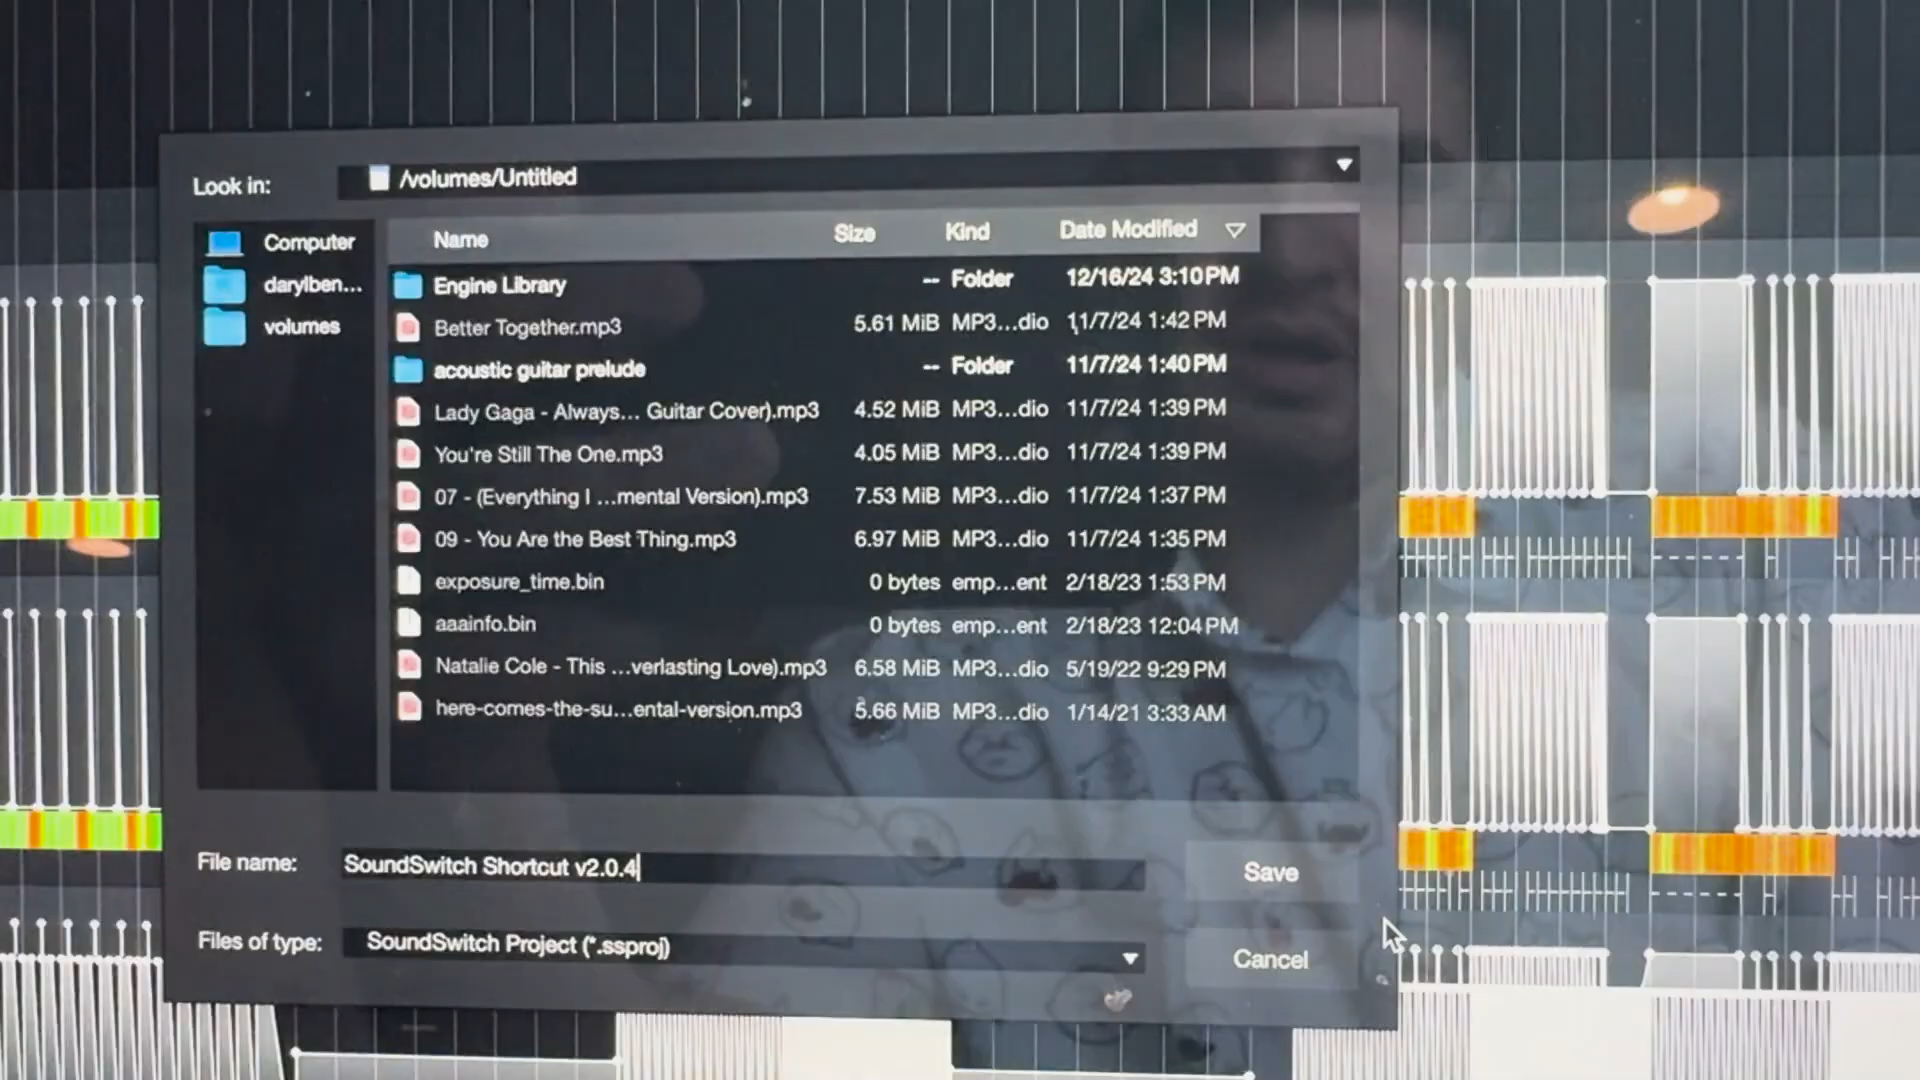 Look in: /volumes/Untitled
Computer
darylben...
volumes
Name Size Kind Date Modified
Engine Library -- Folder 12/16/24 3:10 PM
Better Together.mp3 5.61 MiB MP3...dio 11/7/24 1:42 PM
acoustic guitar prelude -- Folder 11/7/24 1:40 PM
Lady Gaga - Always... Guitar Cover).mp3 4.52 MiB MP3...dio 11/7/24 1:39 PM
You're Still The One.mp3 4.05 MiB MP3...dio 11/7/24 1:39 PM
07 - (Everything I ...mental Version).mp3 7.53 MiB MP3...dio 11/7/24 1:37 PM
09 - You Are the Best Thing.mp3 6.97 MiB MP3...dio 11/7/24 1:35 PM
exposure_time.bin 0 bytes emp...ent 2/18/23 1:53 PM
aaainfo.bin 0 bytes emp...ent 2/18/23 12:04 PM
Natalie Cole - This ...verlasting Love).mp3 6.58 MiB MP3...dio 5/19/22 9:29 PM
here-comes-the-su...ental-version.mp3 5.66 MiB MP3...dio 1/14/21 3:33 AM
File name: SoundSwitch Shortcut v2.0.4 Save
Files of type: SoundSwitch Project (*.ssproj) Cancel